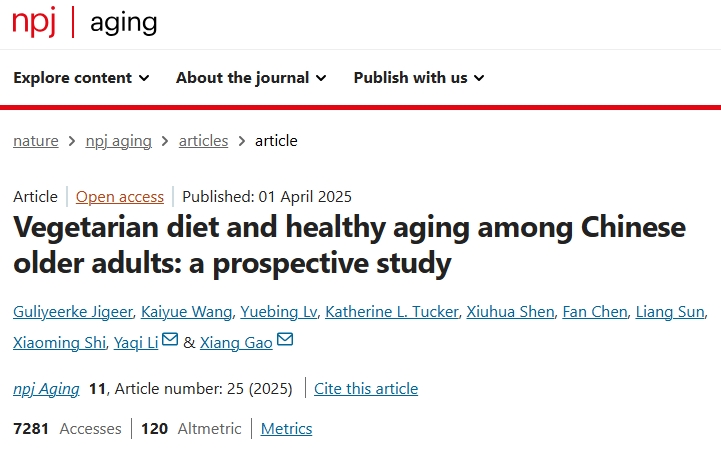 npj | aging
Explore content About the journal Publish with us
nature > npj aging > articles > article
Article | Open access | Published: 01 April 2025
Vegetarian diet and healthy aging among Chinese
older adults: a prospective study
Guliyeerke Jigeer, Kaiyue Wang, Yuebing Lv, Katherine L. Tucker, Xiuhua Shen, Fan Chen, Liang Sun,
Xiaoming Shi, Yaqi Li & Xiang Gao
npj Aging 11, Article number: 25 (2025) | Cite this article
7281 Accesses | 120 Altmetric | Metrics